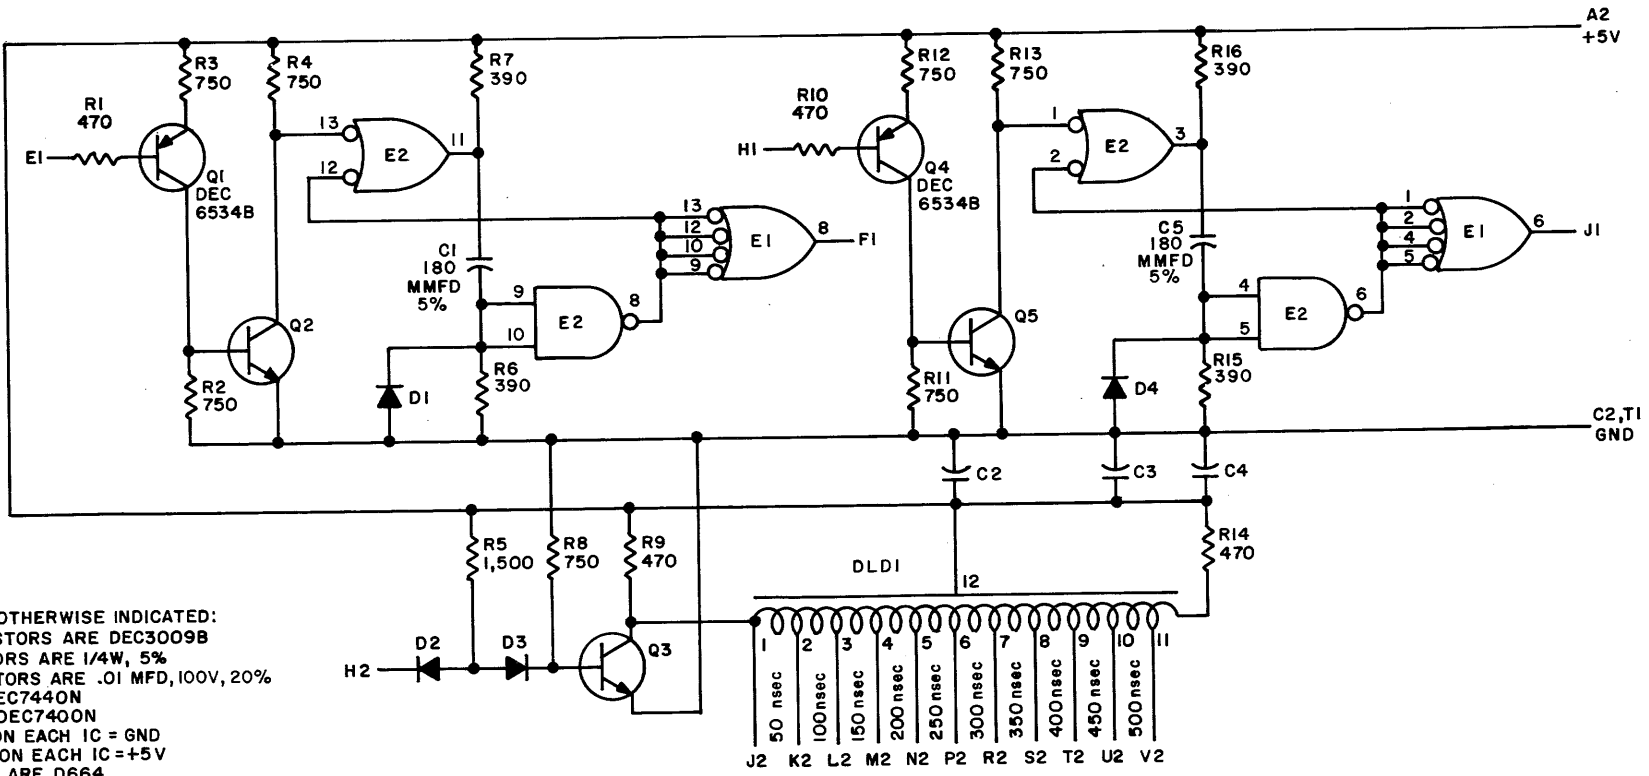 A2
+5V
R3
750
R4
750
R7
390
R12
750
R13
750
R16
390
R1
470
R10
470
E1
H1
13
12
E2
11
1
2
E2
3
Q1
DEC
6534B
Q4
DEC
6534B
13
12
10
9
E1
8
F1
1
2
4
5
E1
6
J1
C1
180
MMFD
5%
C5
180
MMFD
5%
9
10
E2
8
4
5
E2
6
Q2
Q5
R2
750
D1
R6
390
R11
750
D4
R15
390
C2,T1
GND
C2
C3
C4
R5
1,500
R8
750
R9
470
R14
470
DLD1
12
OTHERWISE INDICATED:
STORS ARE DEC3009B
ORS ARE 1/4W, 5%
TORS ARE .01 MFD,100V, 20%
EC7440N
DEC7400N
ON EACH IC = GND
ON EACH IC =+5V
ARE D664
H2
D2
D3
Q3
1 2 3 4 5 6 7 8 9 10 11
50 nsec
100nsec
150 nsec
200 nsec
250 nsec
300 nsec
350 nsec
400 nsec
450 nsec
500 nsec
J2 K2 L2 M2 N2 P2 R2 S2 T2 U2 V2